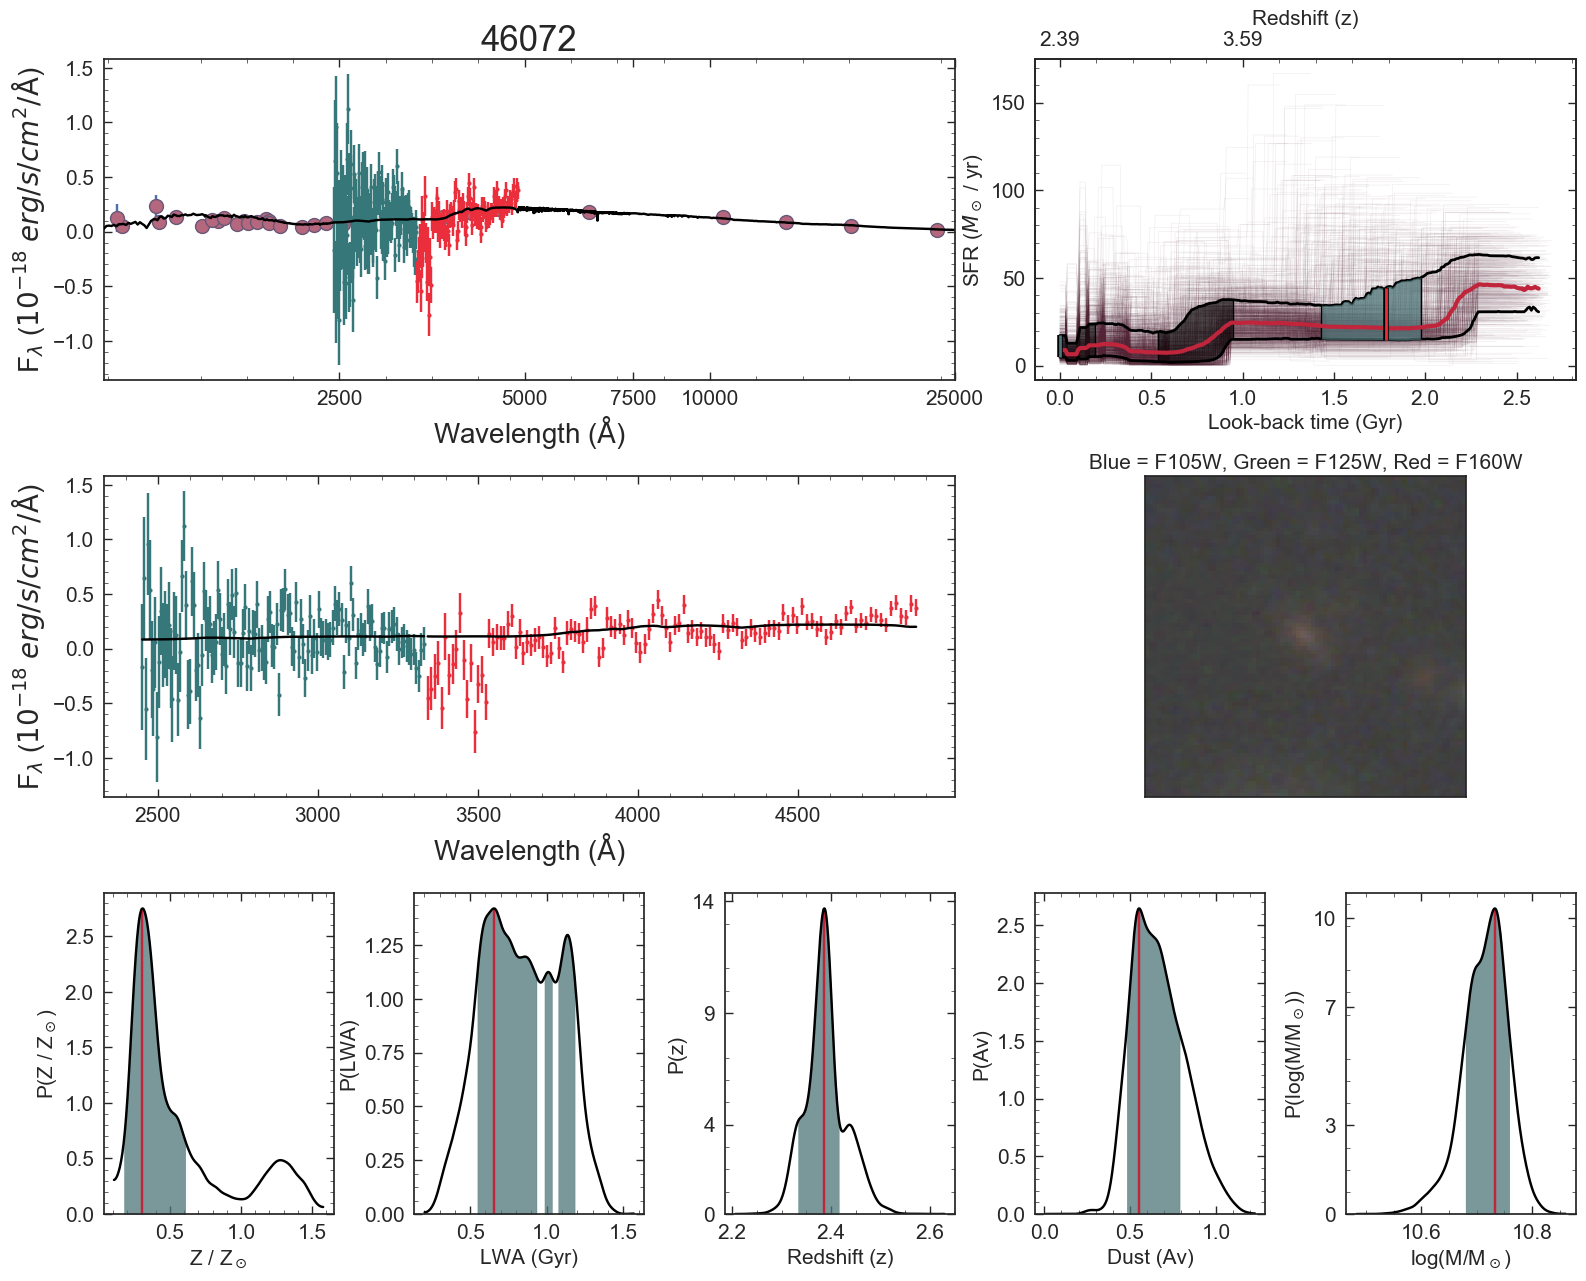 46072
1.5
1.0
0.5
0.0
−0.5
−1.0
F_λ (10^−18 erg/s/cm^2/Å)
2500 5000 7500 10000 25000
Wavelength (Å)
Redshift (z)
2.39 3.59
150
100
50
0
SFR (M_⊙ / yr)
0.0 0.5 1.0 1.5 2.0 2.5
Look-back time (Gyr)
1.5
1.0
0.5
0.0
−0.5
−1.0
F_λ (10^−18 erg/s/cm^2/Å)
2500 3000 3500 4000 4500
Wavelength (Å)
Blue = F105W, Green = F125W, Red = F160W
2.5
2.0
1.5
1.0
0.5
0.0
P(Z / Z_⊙)
0.5 1.0 1.5
Z / Z_⊙
1.25
1.00
0.75
0.50
0.25
0.00
P(LWA)
0.5 1.0 1.5
LWA (Gyr)
14
9
4
0
P(z)
2.2 2.4 2.6
Redshift (z)
2.5
2.0
1.5
1.0
0.5
0.0
P(Av)
0.0 0.5 1.0
Dust (Av)
10
7
3
0
P(log(M/M_⊙))
10.6 10.8
log(M/M_⊙)